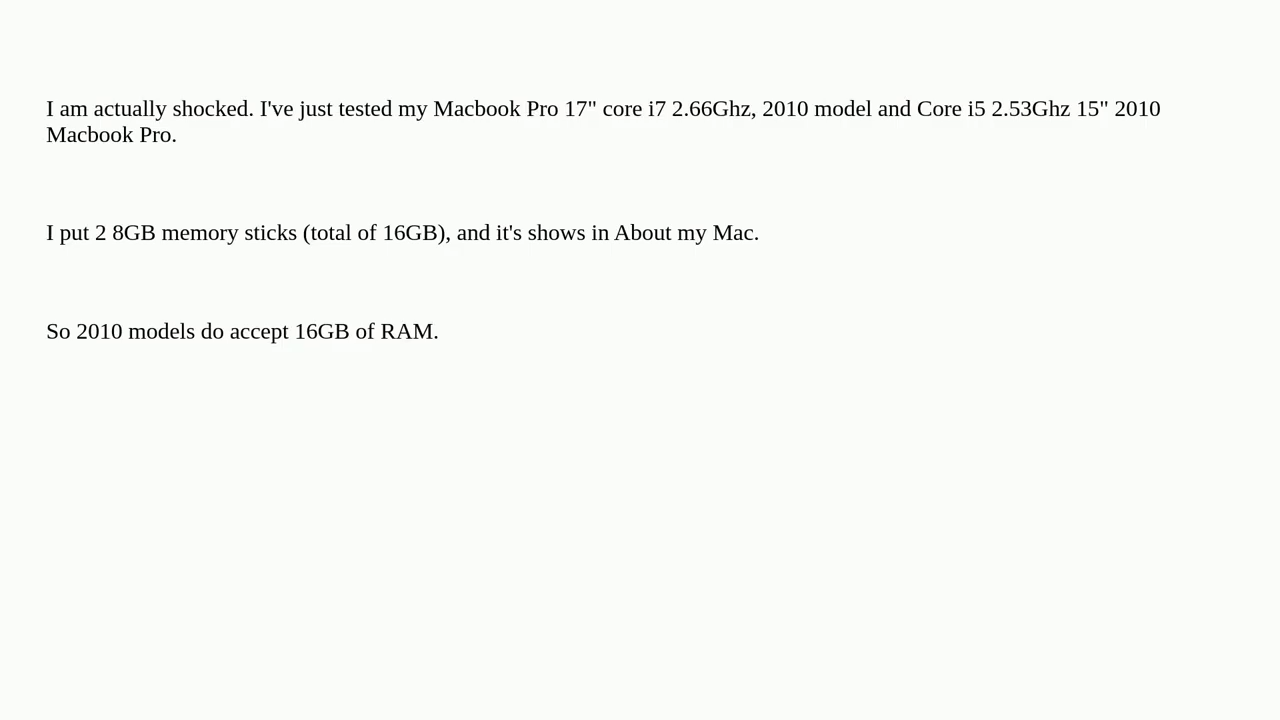 I am actually shocked. I've just tested my Macbook Pro 17" core i7 2.66Ghz, 2010 model and Core i5 2.53Ghz 15" 2010
Macbook Pro.
I put 2 8GB memory sticks (total of 16GB), and it's shows in About my Mac.
So 2010 models do accept 16GB of RAM.